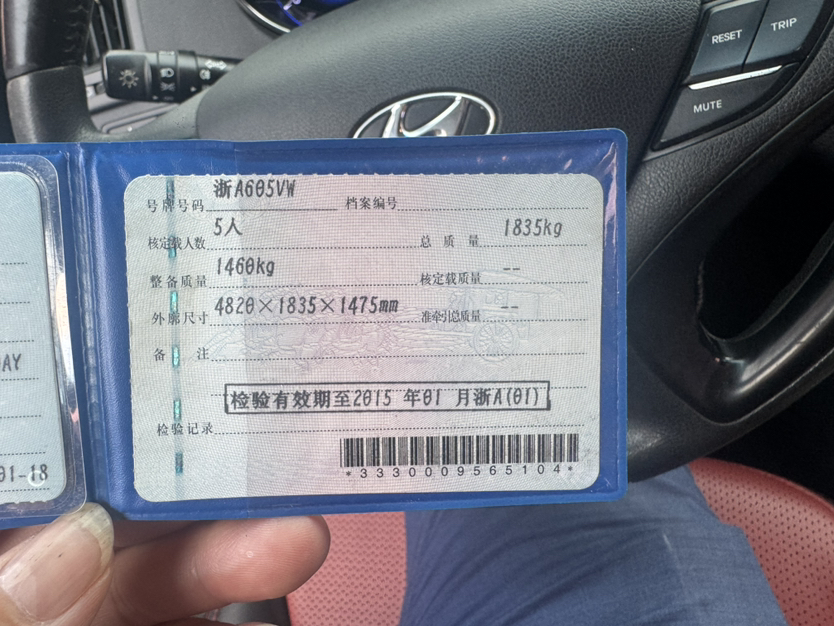 RESET
TRIP
MUTE
号牌号码 浙A605VW 档案编号
核定载人数 5人 总质量 1835kg
整备质量 1460kg 核定载质量 --
外廓尺寸 4820×1835×1475mm 准牵引总质量 --
备注
检验有效期至2015 年01 月浙A(01)
检验记录
*3330009565104*
AY
01-18